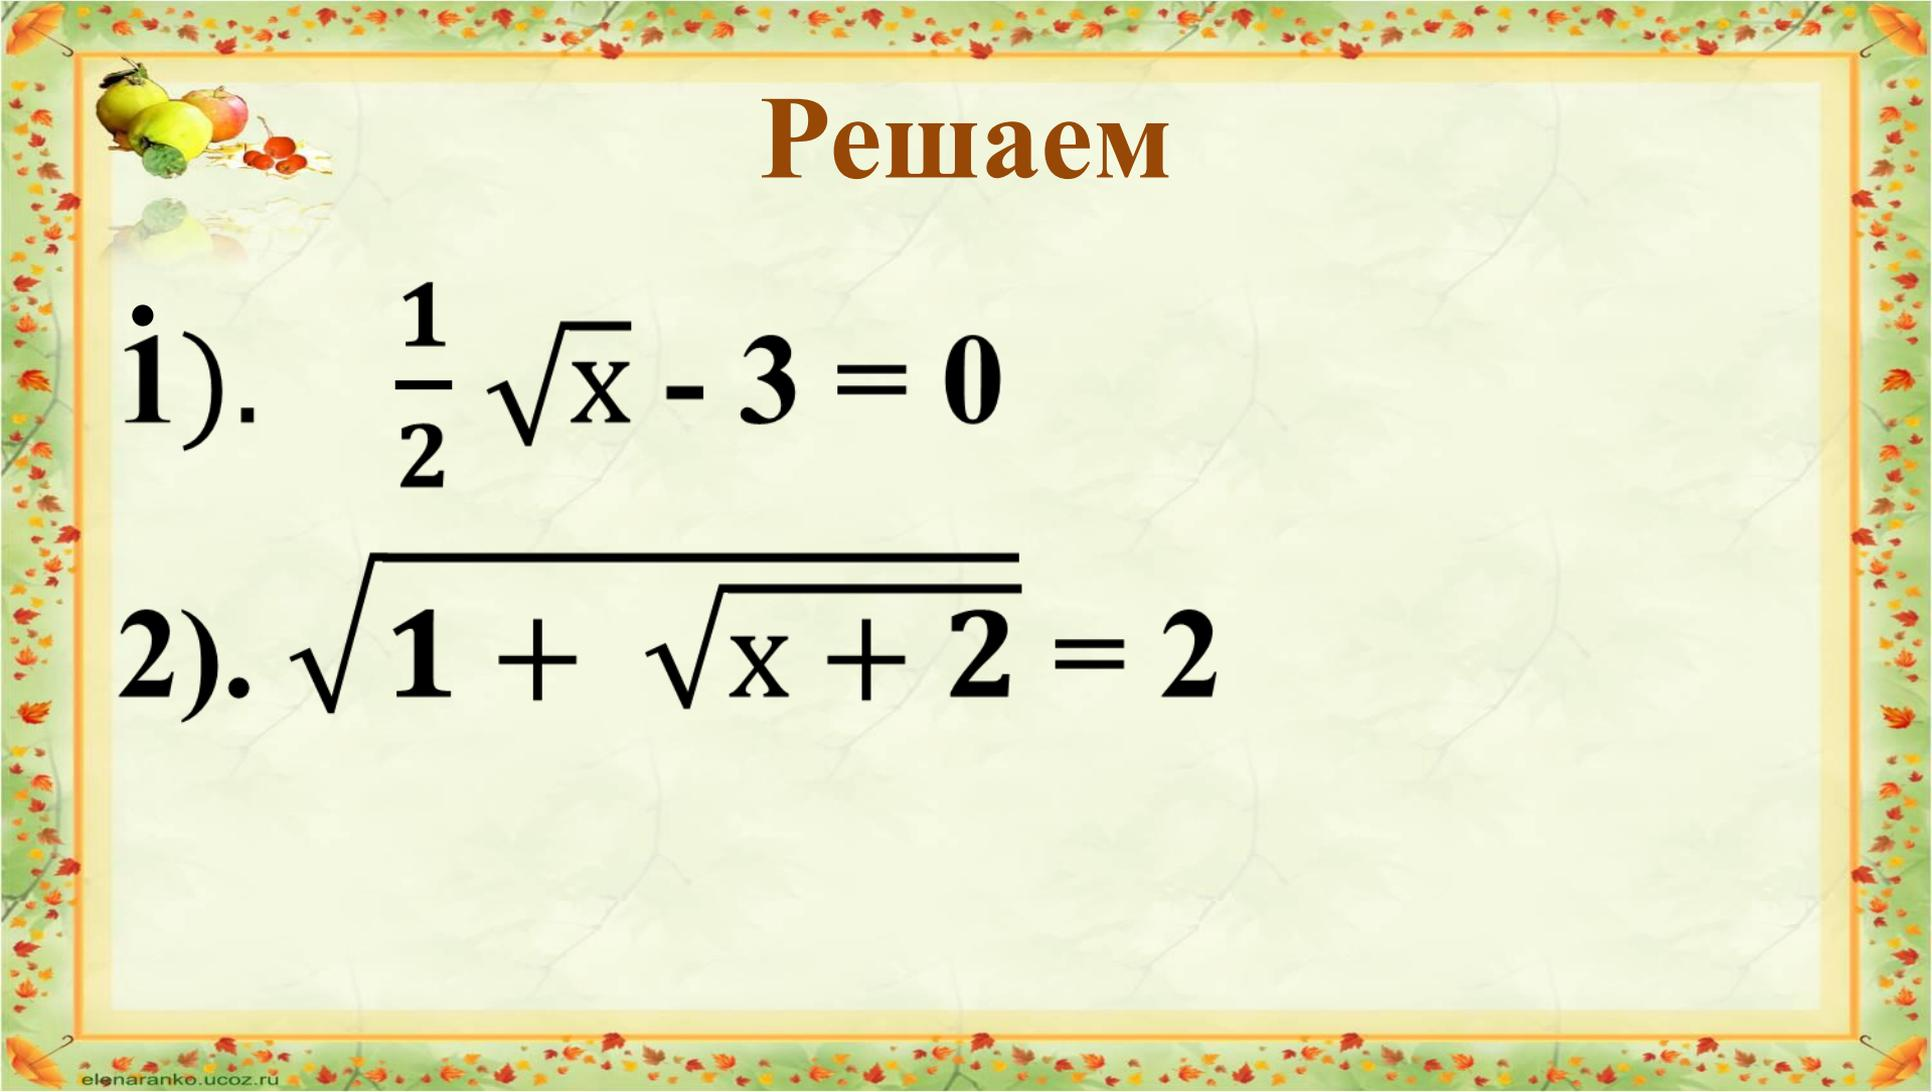 Решаем
1). 1/2 √x - 3 = 0
2). √(1 + √(x + 2)) = 2
elenaranko.ucoz.ru